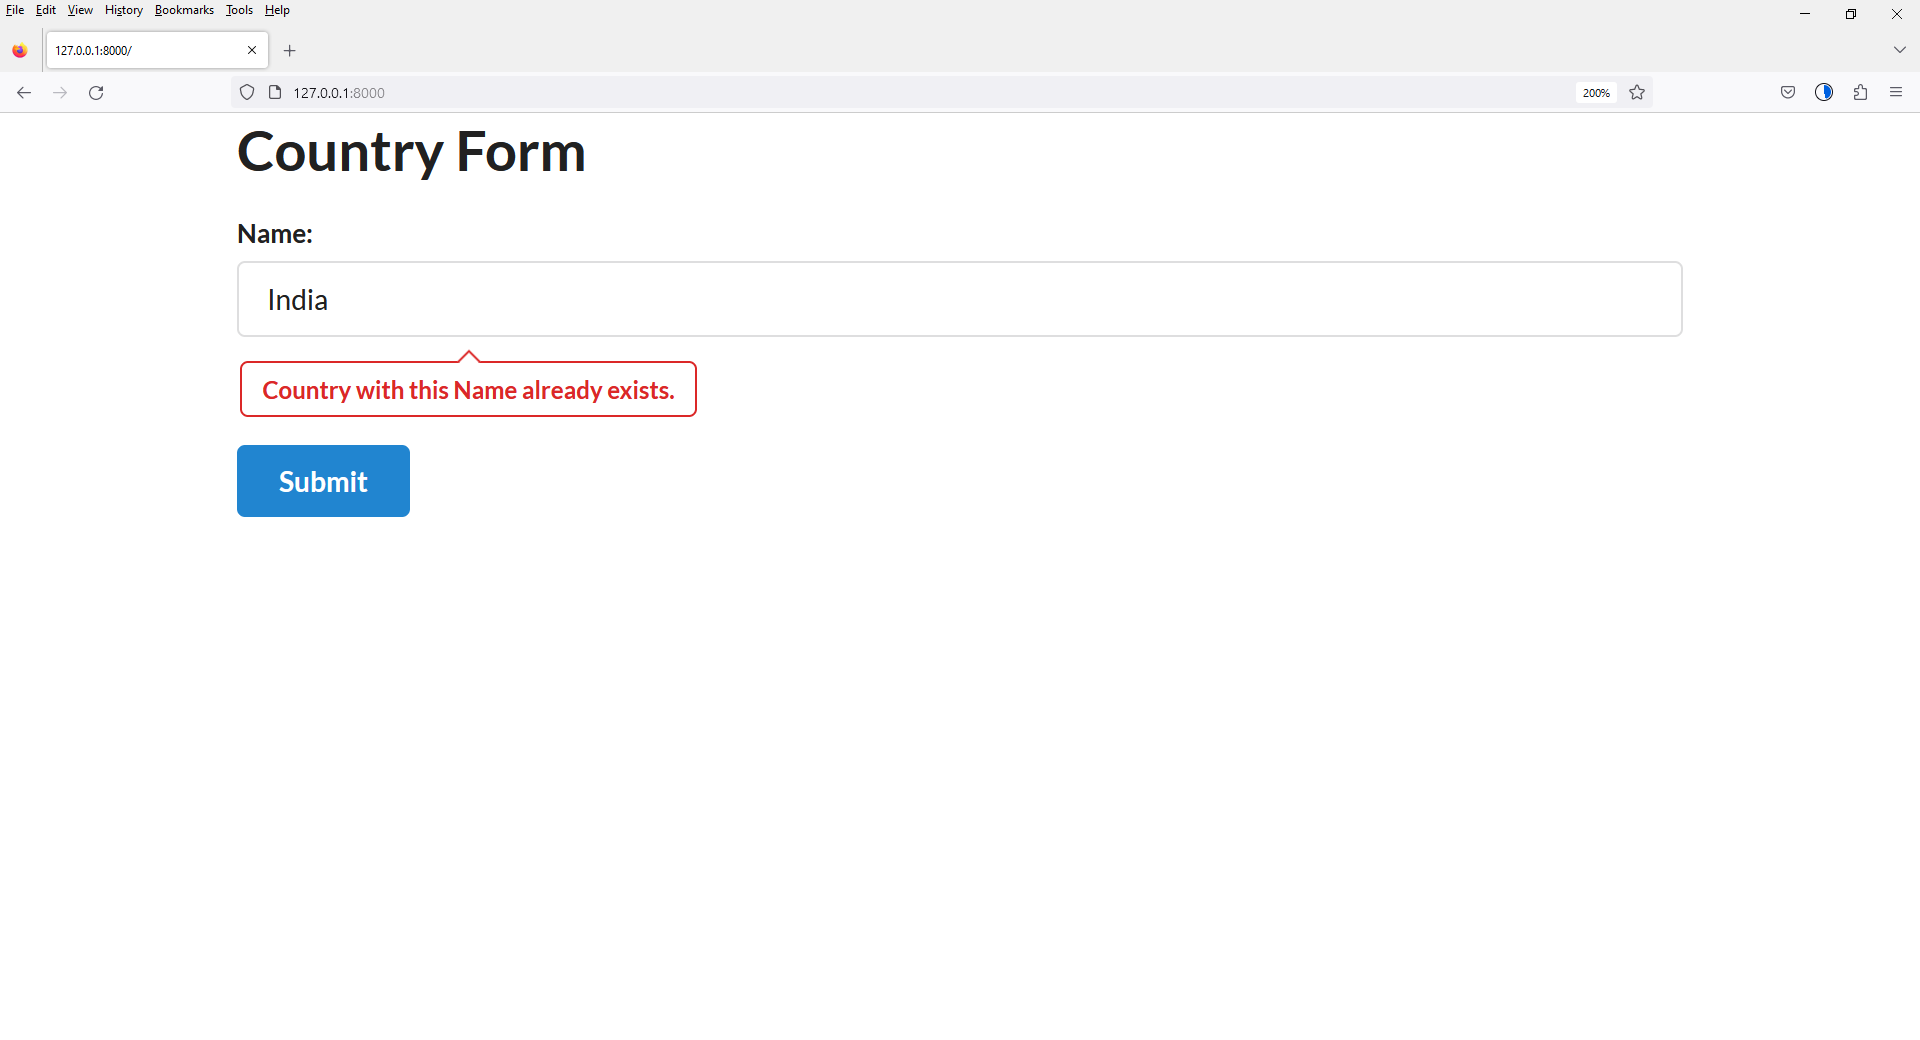 File Edit View History Bookmarks Tools Help
127.0.0.1:8000/
127.0.0.1:8000 200%
Country Form
Name:
India
Country with this Name already exists.
Submit